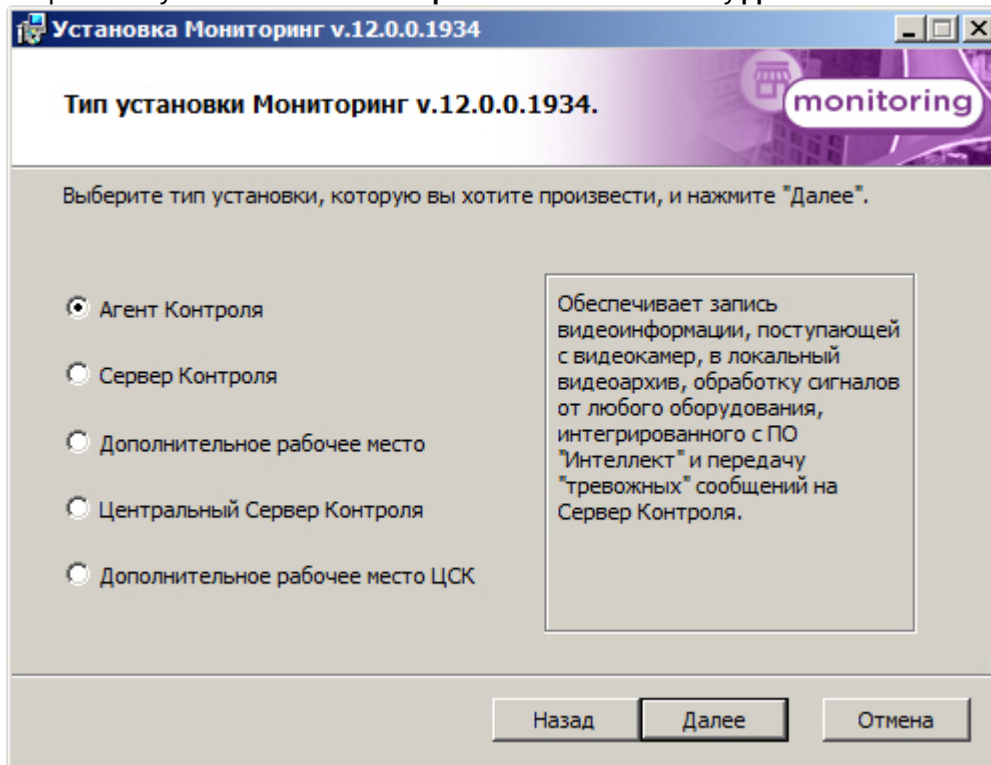 Установка Мониторинг v.12.0.0.1934
Тип установки Мониторинг v.12.0.0.1934.
monitoring
Выберите тип установки, которую вы хотите произвести, и нажмите "Далее".
Агент Контроля
Сервер Контроля
Дополнительное рабочее место
Центральный Сервер Контроля
Дополнительное рабочее место ЦСК
Обеспечивает запись
видеоинформации, поступающей
с видеокамер, в локальный
видеоархив, обработку сигналов
от любого оборудования,
интегрированного с ПО
"Интеллект" и передачу
"тревожных" сообщений на
Сервер Контроля.
Назад
Далее
Отмена